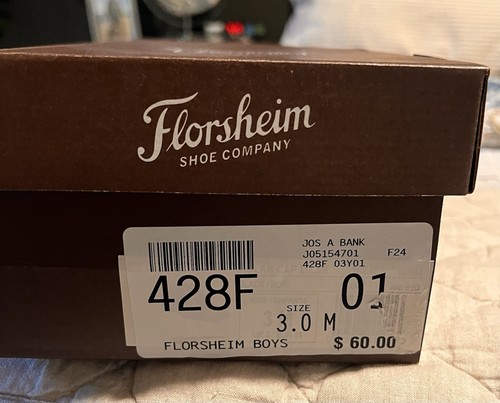 Florsheim
SHOE COMPANY
JOS A BANK
J05154701 F24
428F 03Y01
428F 01
SIZE
3.0 M
FLORSHEIM BOYS $ 60.00